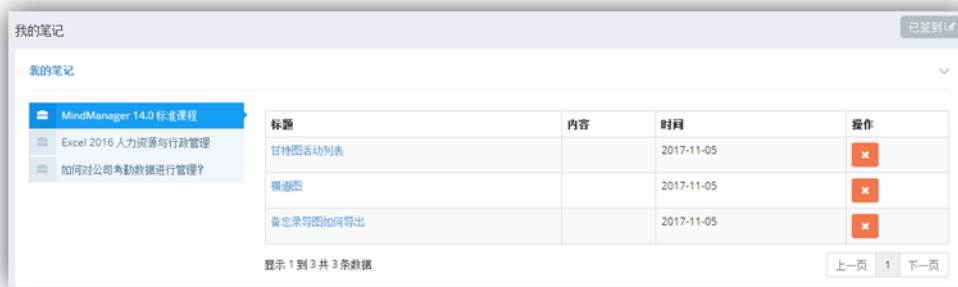 我的笔记
已签到
我的笔记
MindManager 14.0 标准课程
Excel 2016 人力资源与行政管理
如何对公司考勤数据进行管理?
标题 内容 时间 操作
甘特图活动列表 2017-11-05
横道图 2017-11-05
备忘录导图如何导出 2017-11-05
显示 1 到 3 共 3 条数据
上一页 1 下一页